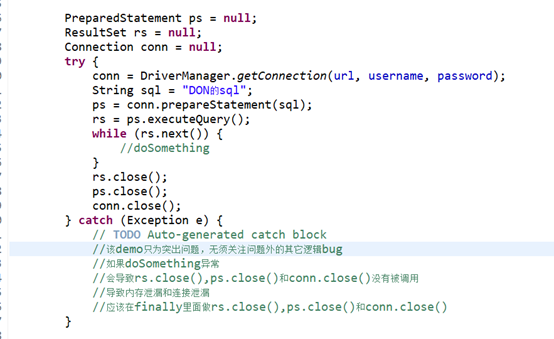 PreparedStatement ps = null;
ResultSet rs = null;
Connection conn = null;
try {
conn = DriverManager.getConnection(url, username, password);
String sql = "DON的sql";
ps = conn.prepareStatement(sql);
rs = ps.executeQuery();
while (rs.next()) {
//doSomething
}
rs.close();
ps.close();
conn.close();
} catch (Exception e) {
// TODO Auto-generated catch block
//该demo只为突出问题，无须关注问题外的其它逻辑bug
//如果doSomething异常
//会导致rs.close(),ps.close()和conn.close()没有被调用
//导致内存泄漏和连接泄漏
//应该在finally里面做rs.close(),ps.close()和conn.close()
}